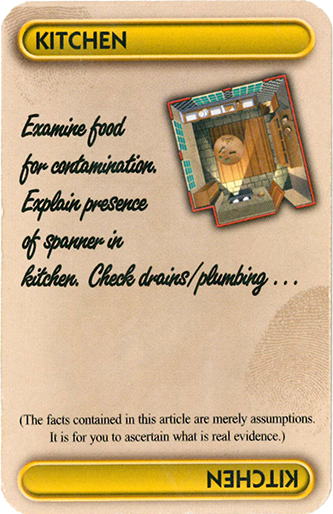 KITCHEN
Examine food
for contamination.
Explain presence
of spanner in
kitchen. Check drains/plumbing . . .
(The facts contained in this article are merely assumptions.
It is for you to ascertain what is real evidence.)
KITCHEN